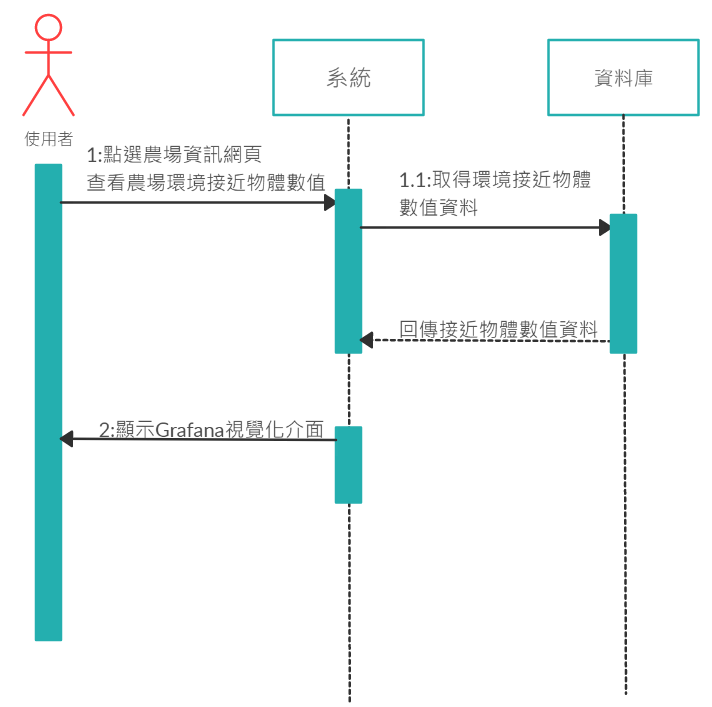 系統
資料庫
使用者
1:點選農場資訊網頁
查看農場環境接近物體數值
1.1:取得環境接近物體
數值資料
回傳接近物體數值資料
2:顯示Grafana視覺化介面